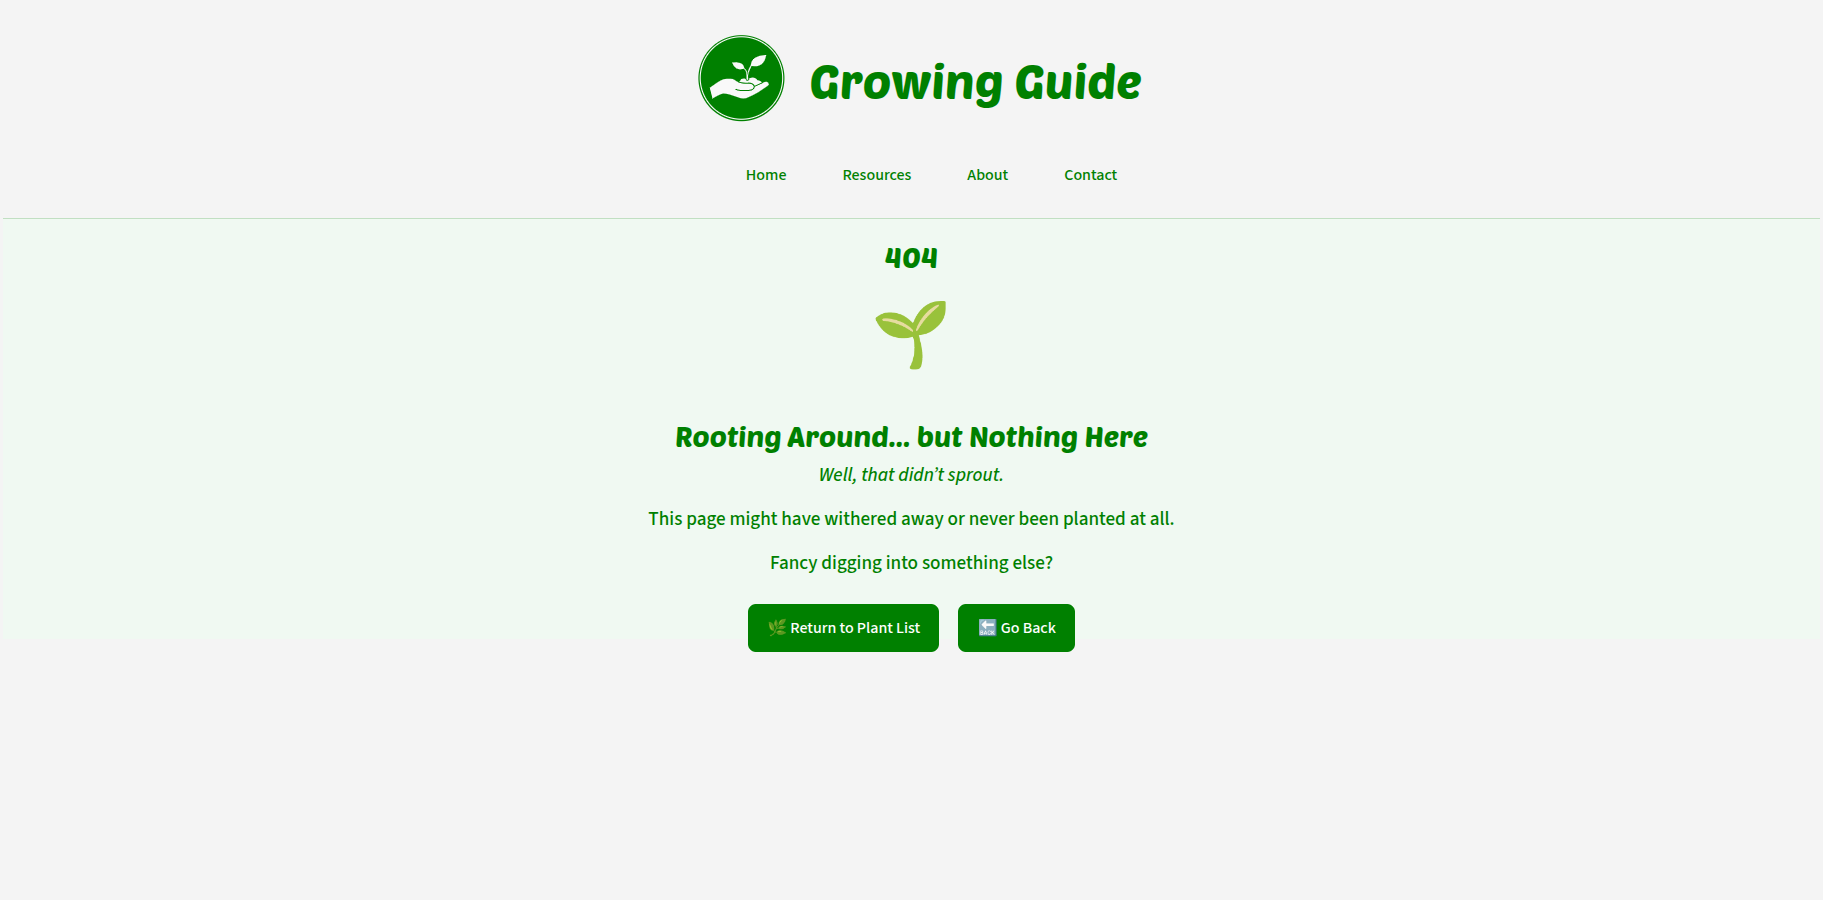 Growing Guide
Home Resources About Contact
404
Rooting Around... but Nothing Here
Well, that didn’t sprout.
This page might have withered away or never been planted at all.
Fancy digging into something else?
🌿 Return to Plant List 🔙 Go Back